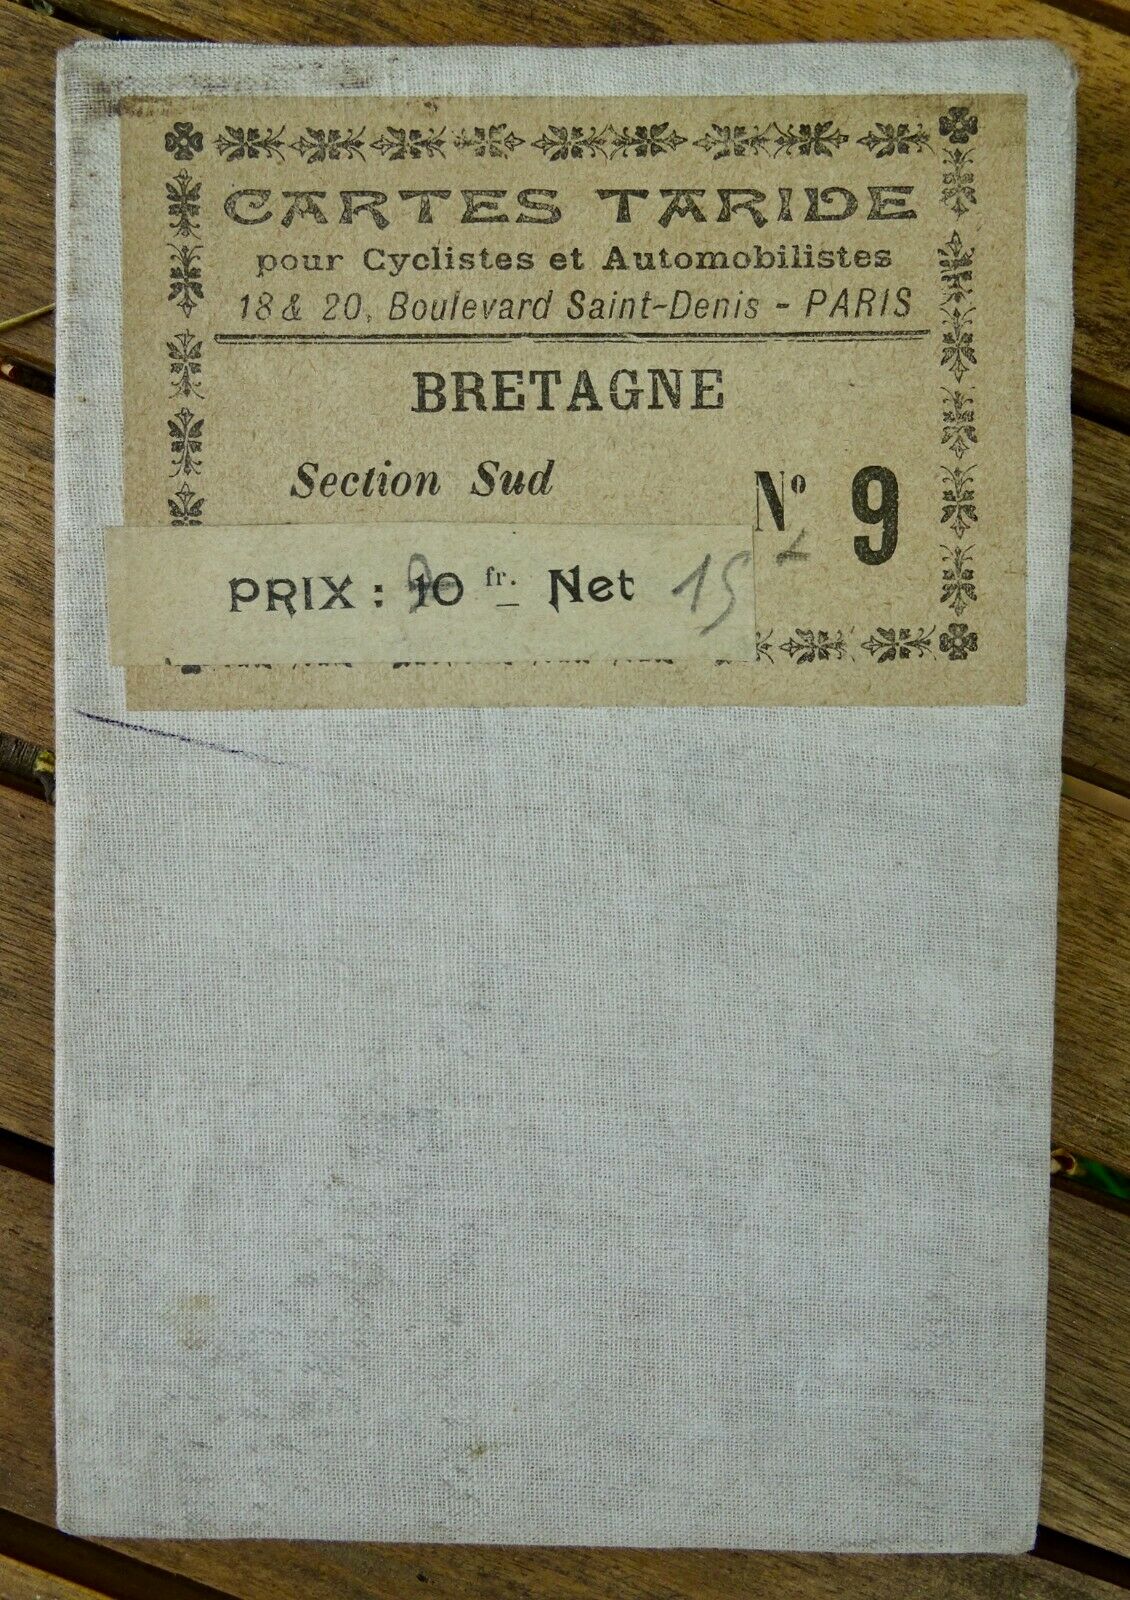 CARTES TARIDE
pour Cyclistes et Automobilistes
18 & 20, Boulevard Saint-Denis - PARIS
BRETAGNE
Section Sud
Nº 9
PRIX : 10 fr. Net 15